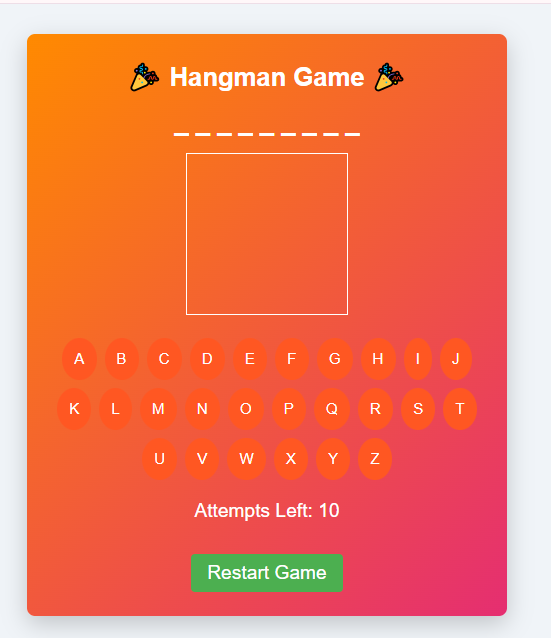 🎉 Hangman Game 🎉
_ _ _ _ _ _ _ _ _
A B C D E F G H I J
K L M N O P Q R S T
U V W X Y Z
Attempts Left: 10
Restart Game